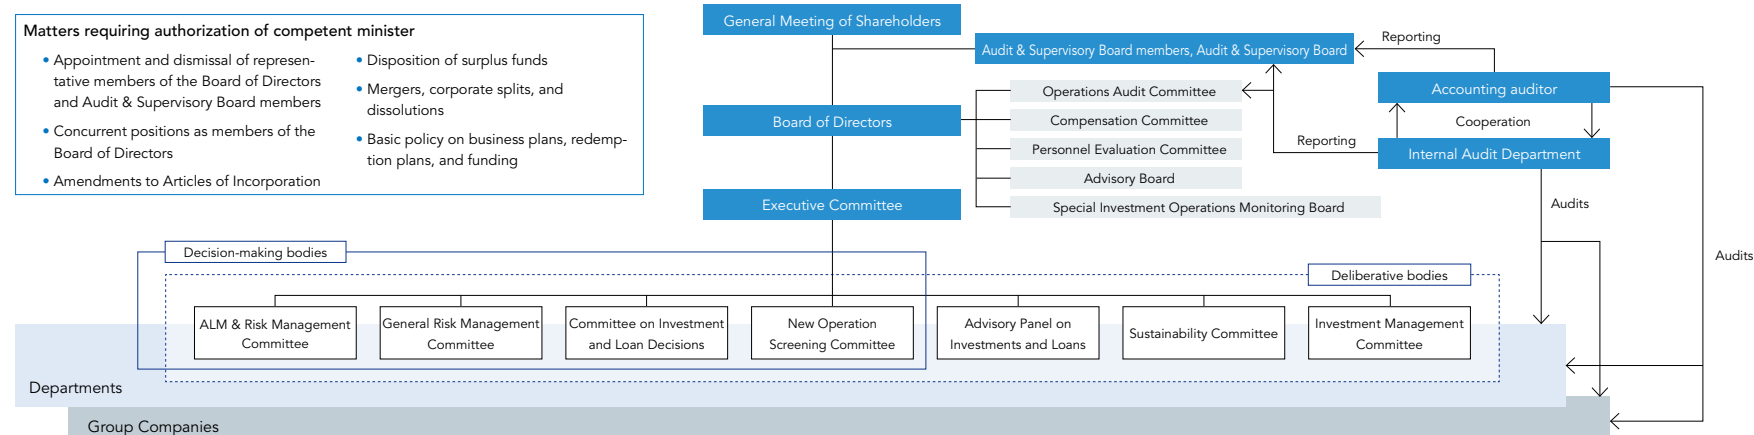 Matters requiring authorization of competent minister
• Appointment and dismissal of represen-
tative members of the Board of Directors
and Audit & Supervisory Board members
• Concurrent positions as members of the
Board of Directors
• Amendments to Articles of Incorporation
• Disposition of surplus funds
• Mergers, corporate splits, and
dissolutions
• Basic policy on business plans, redemp-
tion plans, and funding
General Meeting of Shareholders
Audit & Supervisory Board members, Audit & Supervisory Board
Reporting
Accounting auditor
Cooperation
Internal Audit Department
Reporting
Board of Directors
Operations Audit Committee
Compensation Committee
Personnel Evaluation Committee
Advisory Board
Special Investment Operations Monitoring Board
Executive Committee
Audits
Audits
Decision-making bodies
Deliberative bodies
ALM & Risk Management
Committee
General Risk Management
Committee
Committee on Investment
and Loan Decisions
New Operation
Screening Committee
Advisory Panel on
Investments and Loans
Sustainability Committee
Investment Management
Committee
Departments
Group Companies